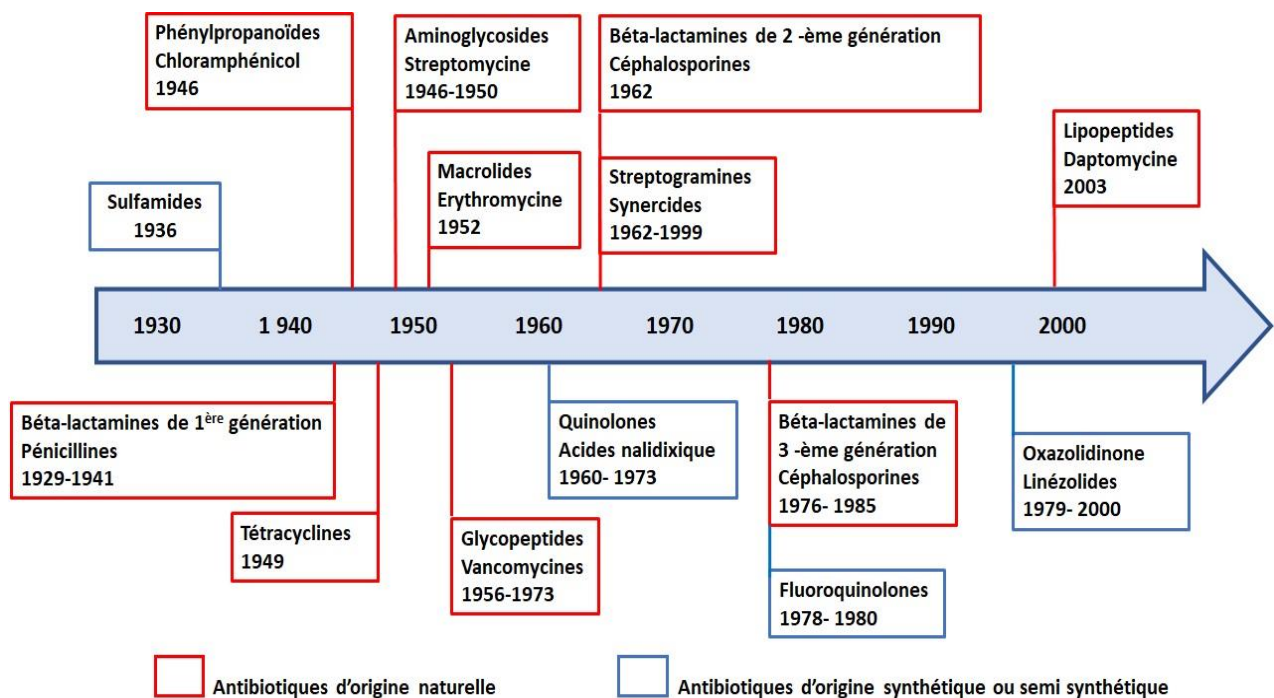 Phénylpropanoïdes
Chloramphénicol
1946
Aminoglycosides
Streptomycine
1946-1950
Béta-lactamines de 2 -ème génération
Céphalosporines
1962
Lipopeptides
Daptomycine
2003
Macrolides
Erythromycine
1952
Streptogramines
Synercides
1962-1999
Sulfamides
1936
1930 1 940 1950 1960 1970 1980 1990 2000
Béta-lactamines de 1ère génération
Pénicillines
1929-1941
Quinolones
Acides nalidixique
1960- 1973
Béta-lactamines de
3 -ème génération
Céphalosporines
1976- 1985
Oxazolidinone
Linézolides
1979- 2000
Tétracyclines
1949
Glycopeptides
Vancomycines
1956-1973
Fluoroquinolones
1978- 1980
Antibiotiques d'origine naturelle
Antibiotiques d'origine synthétique ou semi synthétique